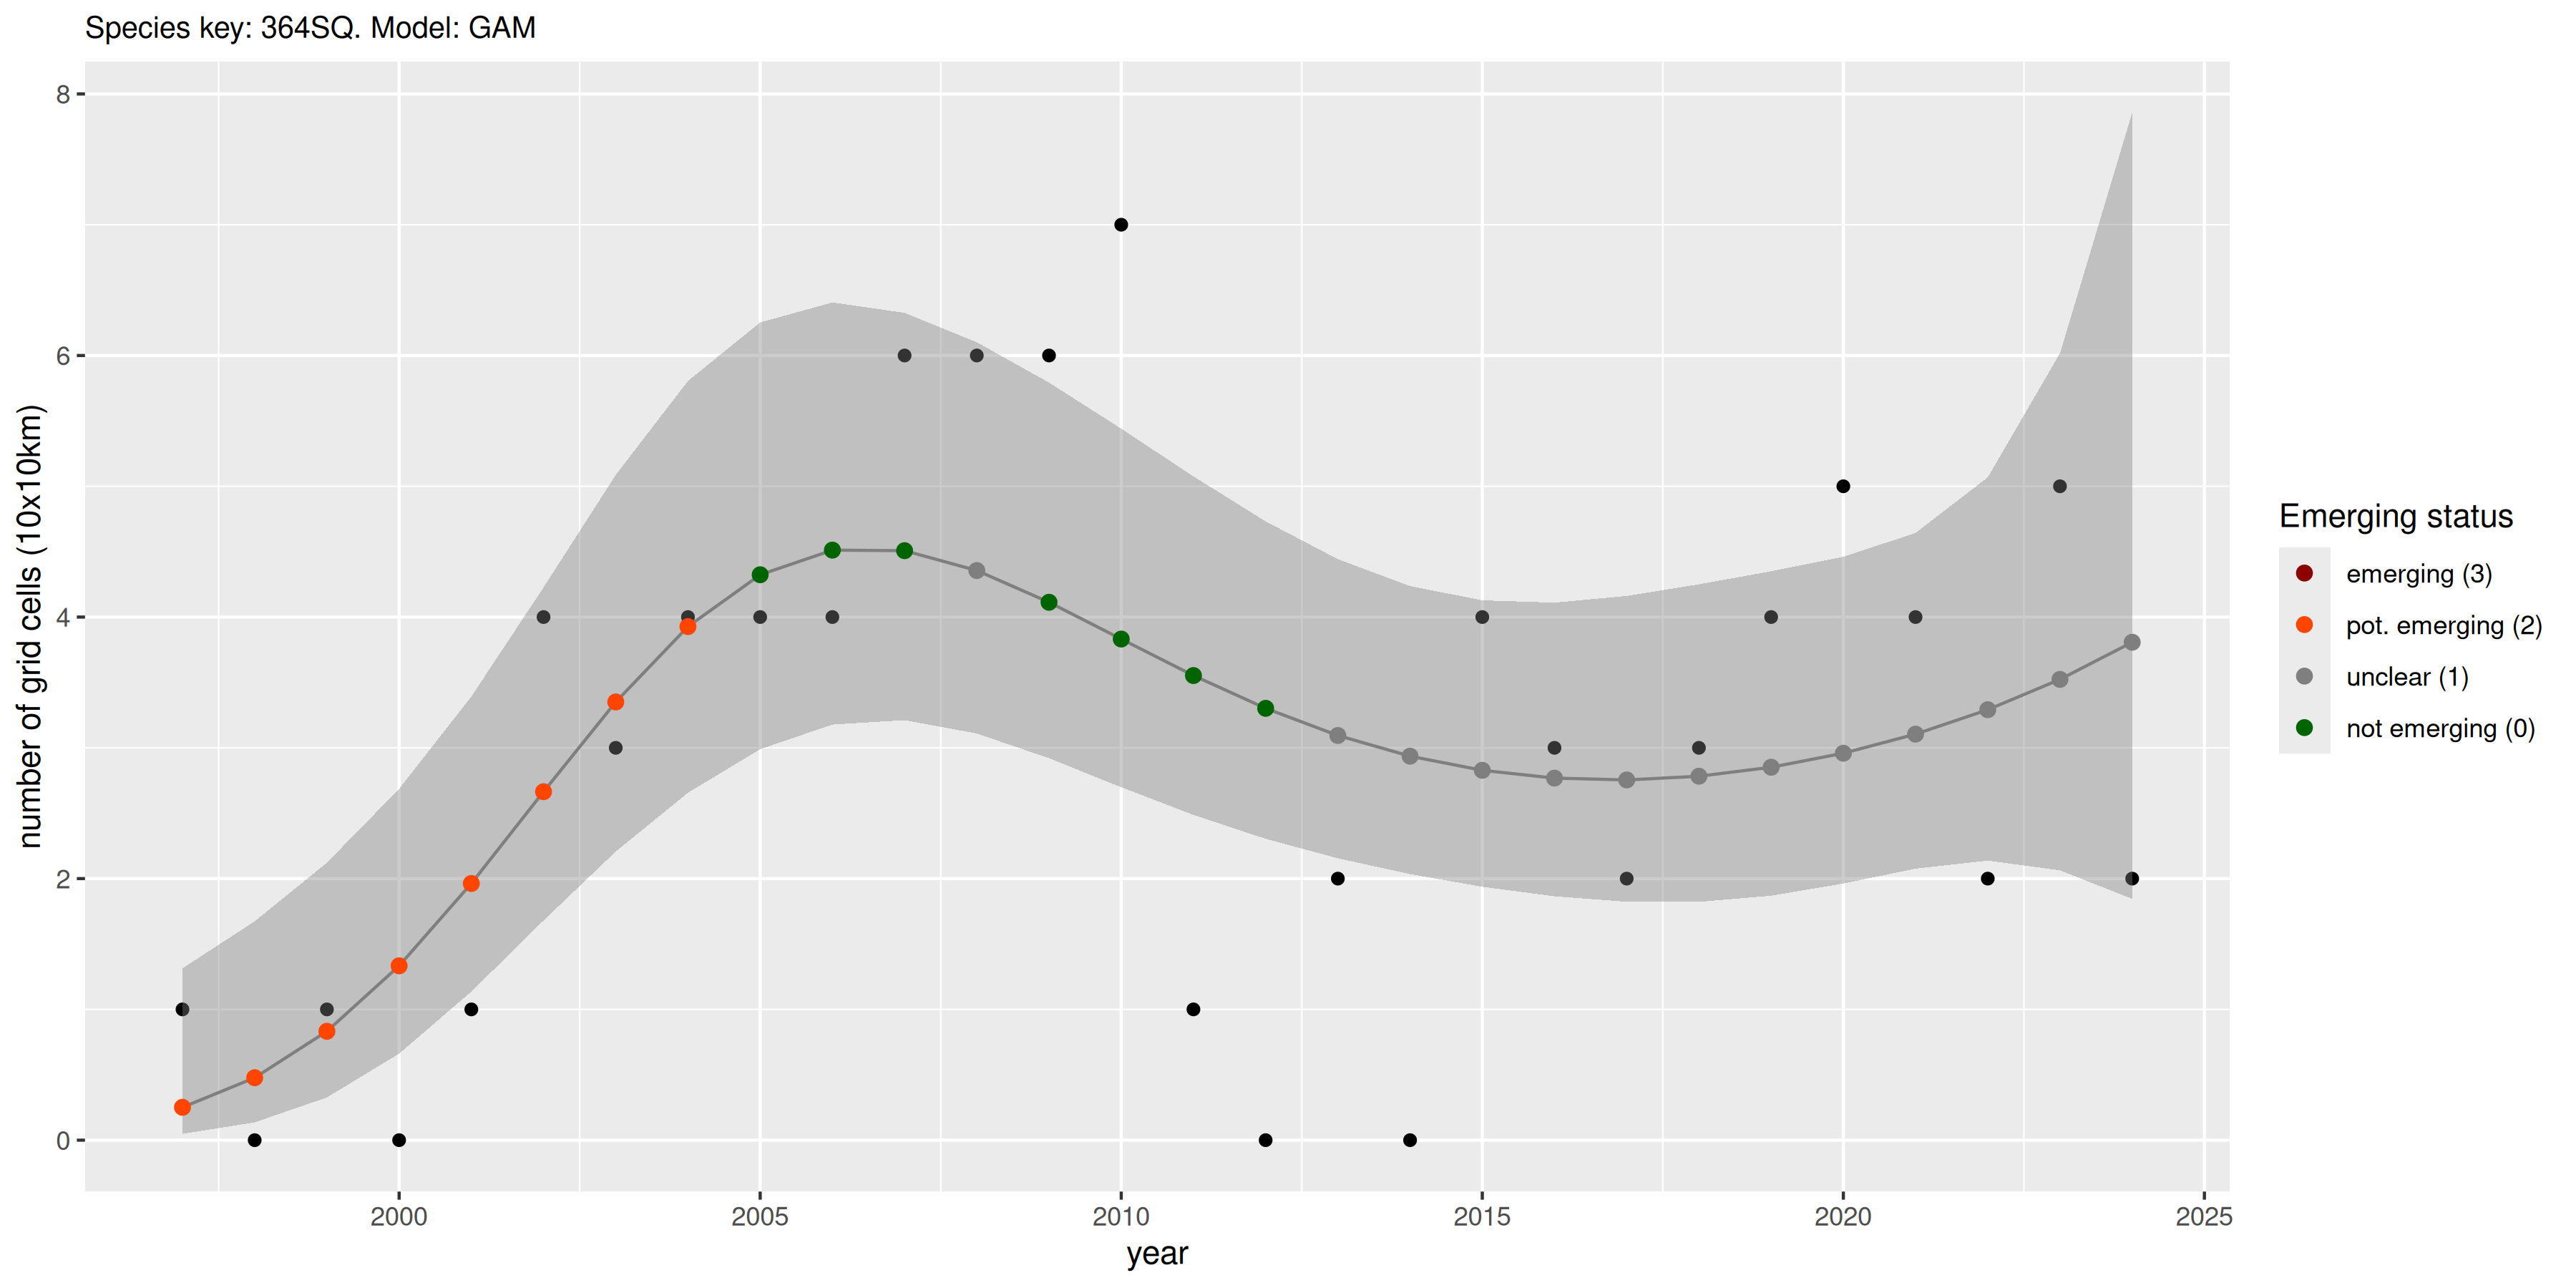 Species key: 364SQ. Model: GAM
8
6
4
2
0
number of grid cells (10x10km)
2000
2005
2010
2015
2020
2025
year
Emerging status
emerging (3)
pot. emerging (2)
unclear (1)
not emerging (0)